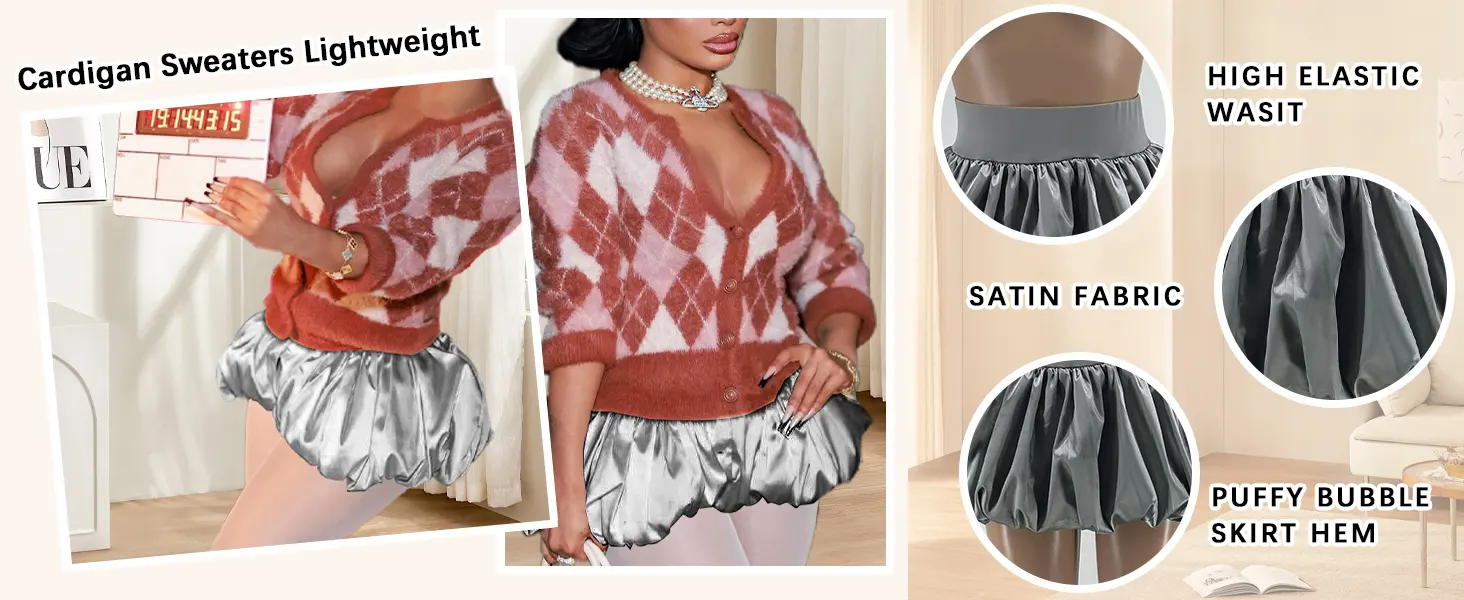 Cardigan Sweaters Lightweight
19:14:43:15
UE
HIGH ELASTIC
WASIT
SATIN FABRIC
PUFFY BUBBLE
SKIRT HEM